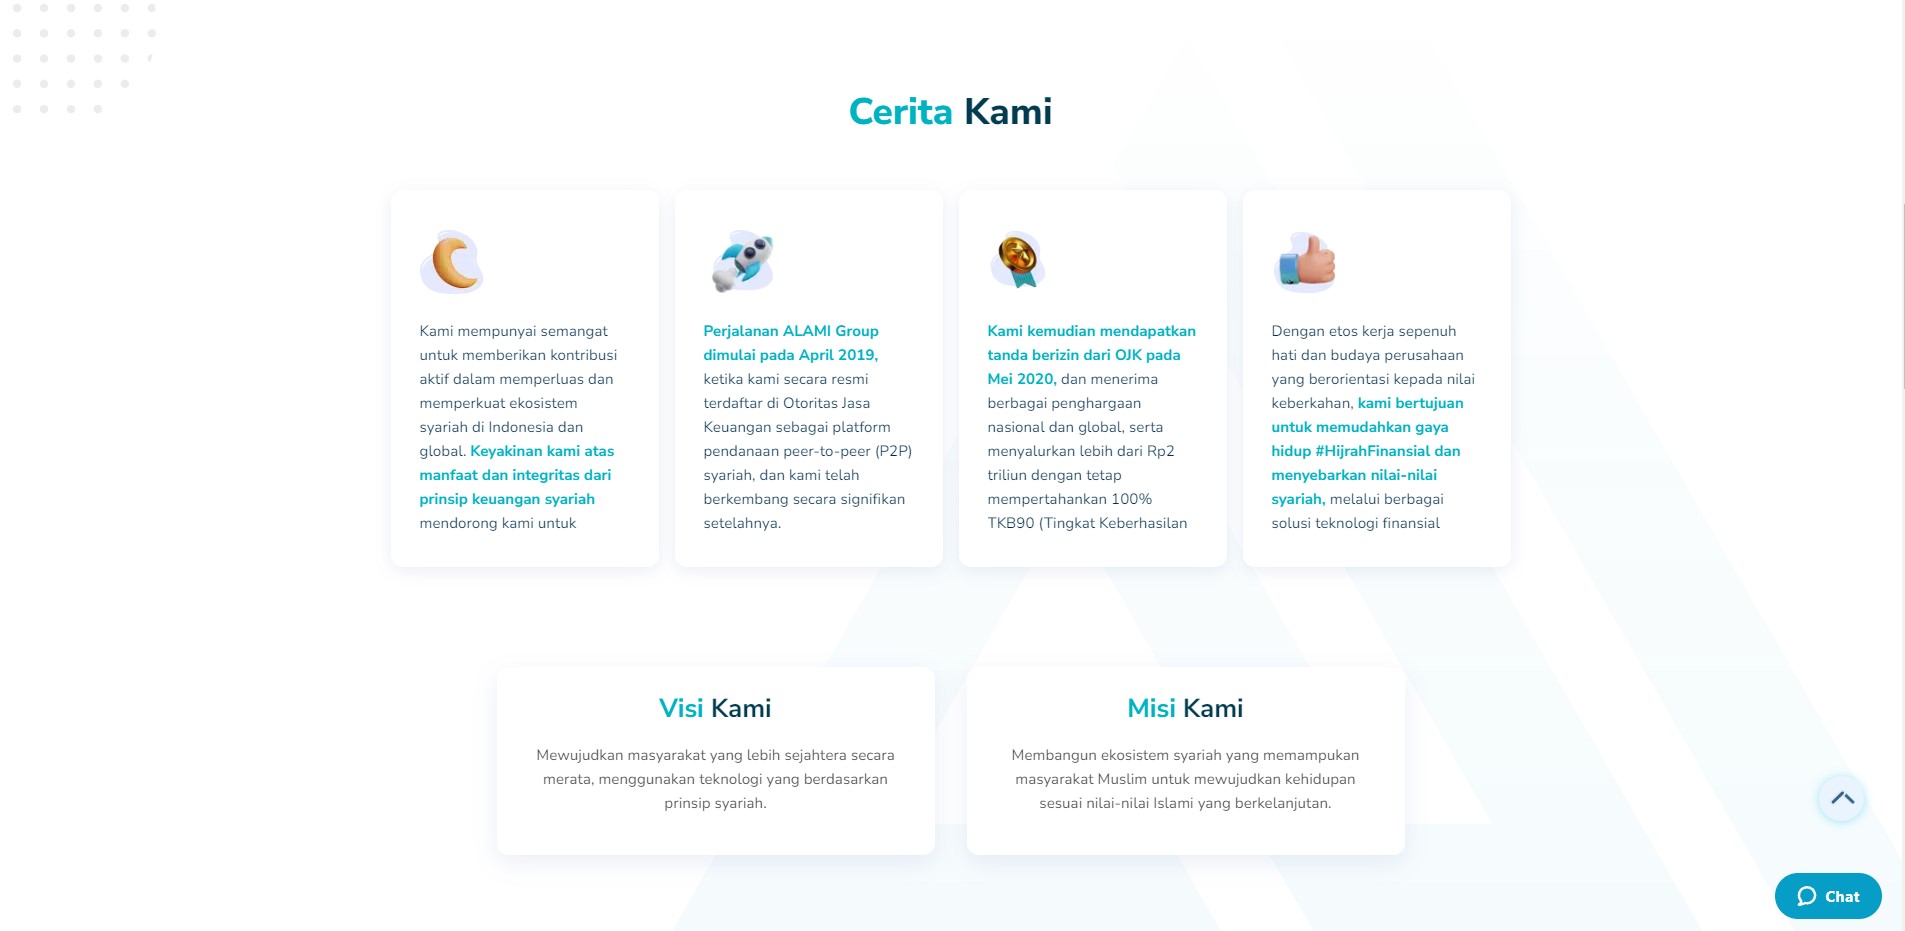 Cerita Kami
Kami mempunyai semangat
untuk memberikan kontribusi
aktif dalam memperluas dan
memperkuat ekosistem
syariah di Indonesia dan
global. Keyakinan kami atas
manfaat dan integritas dari
prinsip keuangan syariah
mendorong kami untuk
Perjalanan ALAMI Group
dimulai pada April 2019,
ketika kami secara resmi
terdaftar di Otoritas Jasa
Keuangan sebagai platform
pendanaan peer-to-peer (P2P)
syariah, dan kami telah
berkembang secara signifikan
setelahnya.
Kami kemudian mendapatkan
tanda berizin dari OJK pada
Mei 2020, dan menerima
berbagai penghargaan
nasional dan global, serta
menyalurkan lebih dari Rp2
triliun dengan tetap
mempertahankan 100%
TKB90 (Tingkat Keberhasilan
Dengan etos kerja sepenuh
hati dan budaya perusahaan
yang berorientasi kepada nilai
keberkahan, kami bertujuan
untuk memudahkan gaya
hidup #HijrahFinansial dan
menyebarkan nilai-nilai
syariah, melalui berbagai
solusi teknologi finansial
Visi Kami
Mewujudkan masyarakat yang lebih sejahtera secara
merata, menggunakan teknologi yang berdasarkan
prinsip syariah.
Misi Kami
Membangun ekosistem syariah yang memampukan
masyarakat Muslim untuk mewujudkan kehidupan
sesuai nilai-nilai Islami yang berkelanjutan.
Chat